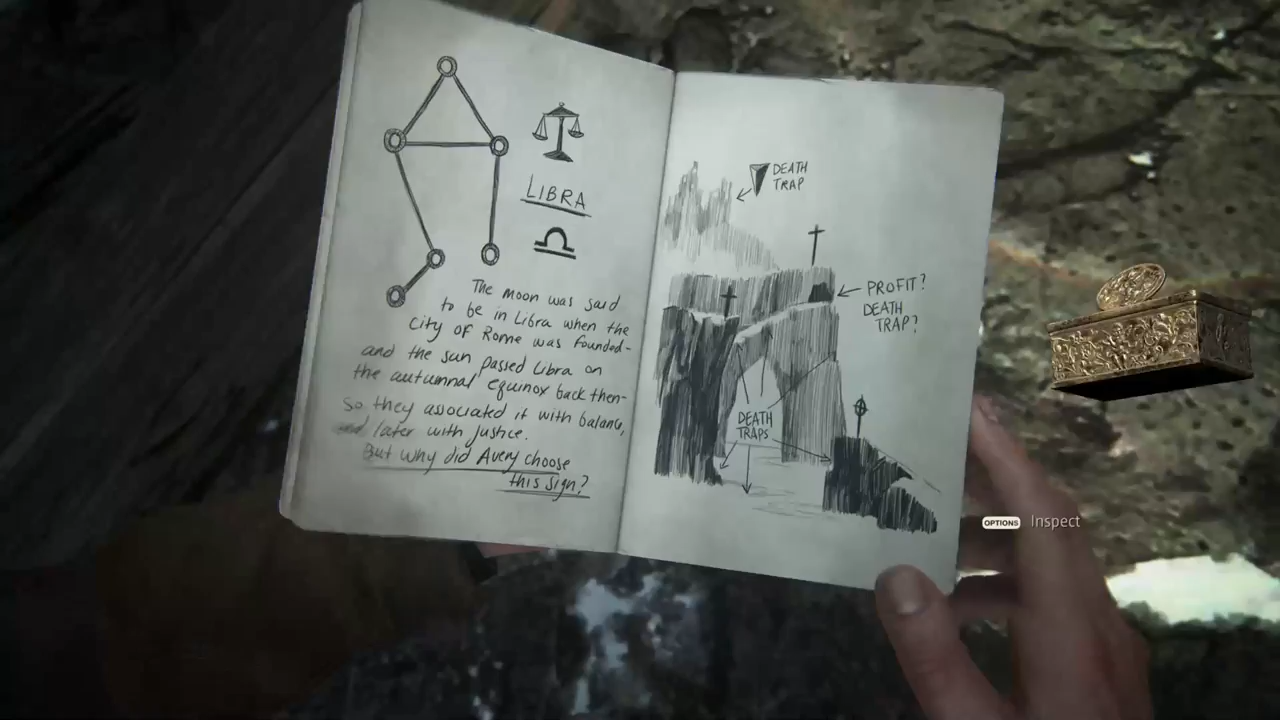 LIBRA
The moon was said
to be in Libra when the
City of Rome was founded-
and the sun passed Libra on
the autumnal equinox back then-
So they associated it with balance,
and later with justice.
But why did Avery choose
this sign?
DEATH
TRAP
PROFIT?
DEATH
TRAP?
DEATH
TRAPS
OPTIONS Inspect